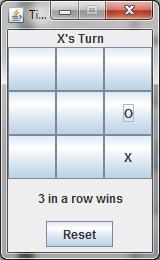 Ti...
X's Turn
O
X
3 in a row wins
Reset